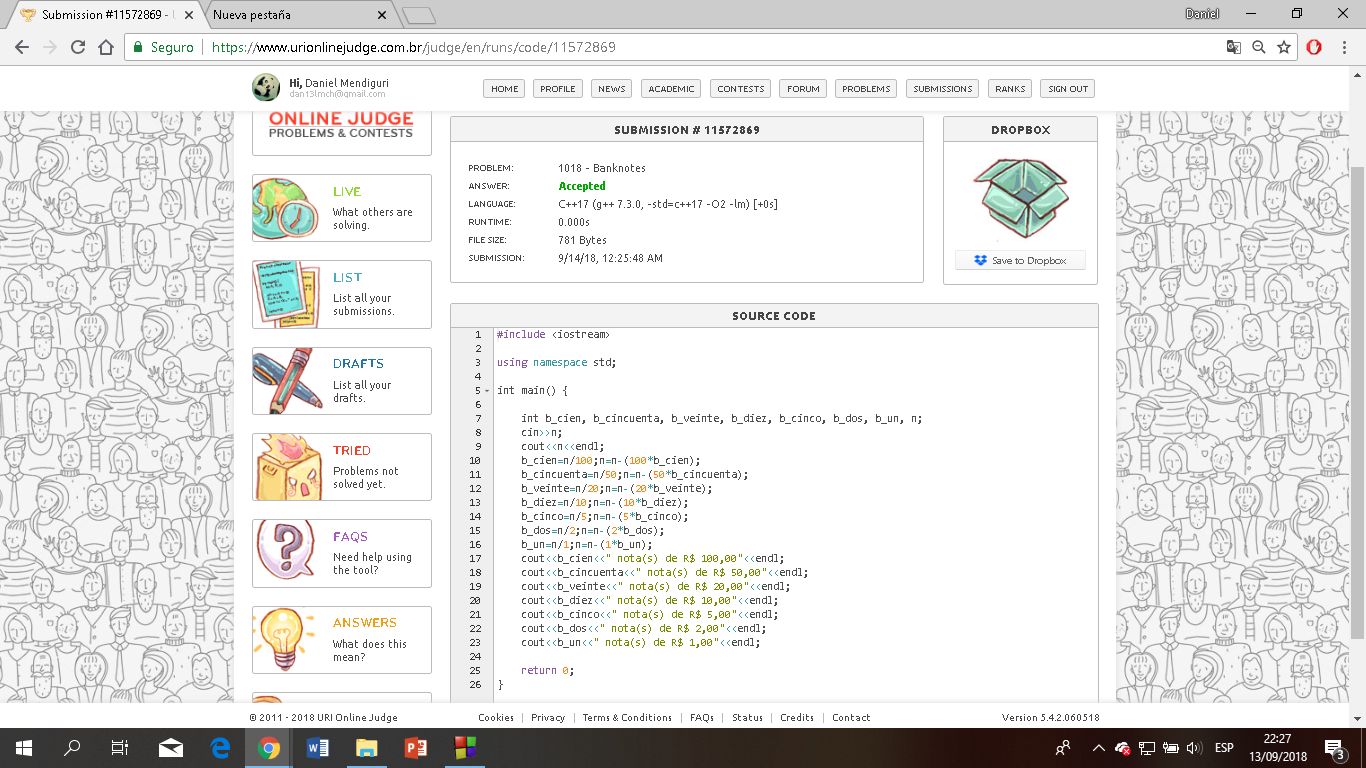 Submission #11572869 - U
Nueva pestaña
Daniel
Seguro
https://www.urionlinejudge.com.br/judge/en/runs/code/11572869
Hi, Daniel Mendiguri
dan13lmch@gmail.com
HOME PROFILE NEWS ACADEMIC CONTESTS FORUM PROBLEMS SUBMISSIONS RANKS SIGN OUT
ONLINE JUDGE
PROBLEMS & CONTESTS
LIVE
What others are
solving.
LIST
List all your
submissions.
DRAFTS
List all your
drafts.
TRIED
Problems not
solved yet.
FAQS
Need help using
the tool?
ANSWERS
What does this
mean?
SUBMISSION # 11572869
PROBLEM: 1018 - Banknotes
ANSWER: Accepted
LANGUAGE: C++17 (g++ 7.3.0, -std=c++17 -O2 -lm) [+0s]
RUNTIME: 0.000s
FILE SIZE: 781 Bytes
SUBMISSION: 9/14/18, 12:25:48 AM
DROPBOX
Save to Dropbox
SOURCE CODE
1 #include <iostream>
2
3 using namespace std;
4
5 int main() {
6
7 int b_cien, b_cincuenta, b_veinte, b_diez, b_cinco, b_dos, b_un, n;
8 cin>>n;
9 cout<<n<<endl;
10 b_cien=n/100;n=n-(100*b_cien);
11 b_cincuenta=n/50;n=n-(50*b_cincuenta);
12 b_veinte=n/20;n=n-(20*b_veinte);
13 b_diez=n/10;n=n-(10*b_diez);
14 b_cinco=n/5;n=n-(5*b_cinco);
15 b_dos=n/2;n=n-(2*b_dos);
16 b_un=n/1;n=n-(1*b_un);
17 cout<<b_cien<<" nota(s) de R$ 100,00"<<endl;
18 cout<<b_cincuenta<<" nota(s) de R$ 50,00"<<endl;
19 cout<<b_veinte<<" nota(s) de R$ 20,00"<<endl;
20 cout<<b_diez<<" nota(s) de R$ 10,00"<<endl;
21 cout<<b_cinco<<" nota(s) de R$ 5,00"<<endl;
22 cout<<b_dos<<" nota(s) de R$ 2,00"<<endl;
23 cout<<b_un<<" nota(s) de R$ 1,00"<<endl;
24
25 return 0;
26 }
© 2011 - 2018 URI Online Judge
Cookies | Privacy | Terms & Conditions | FAQs | Status | Credits | Contact
Version 5.4.2.060518
ESP
22:27
13/09/2018
3